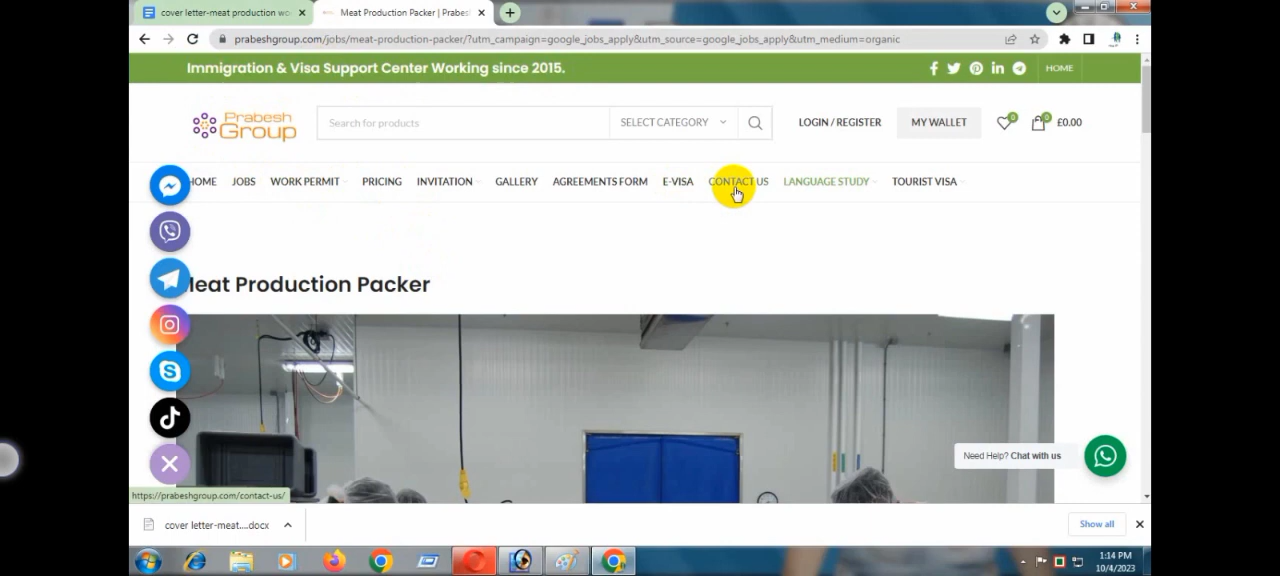 cover letter-meat production wo
Meat Production Packer | Prabes
prabeshgroup.com/jobs/meat-production-packer/?utm_campaign=google_jobs_apply&utm_source=google_jobs_apply&utm_medium=organic
Immigration & Visa Support Center Working since 2015.
HOME
Prabesh
Group
Search for products
SELECT CATEGORY
LOGIN / REGISTER
MY WALLET
0
0
£0.00
HOME
JOBS
WORK PERMIT
PRICING
INVITATION
GALLERY
AGREEMENTS FORM
E-VISA
CONTACT US
LANGUAGE STUDY
TOURIST VISA
Meat Production Packer
Need Help? Chat with us
https://prabeshgroup.com/contact-us/
cover letter-meat....docx
Show all
1:14 PM
10/4/2023